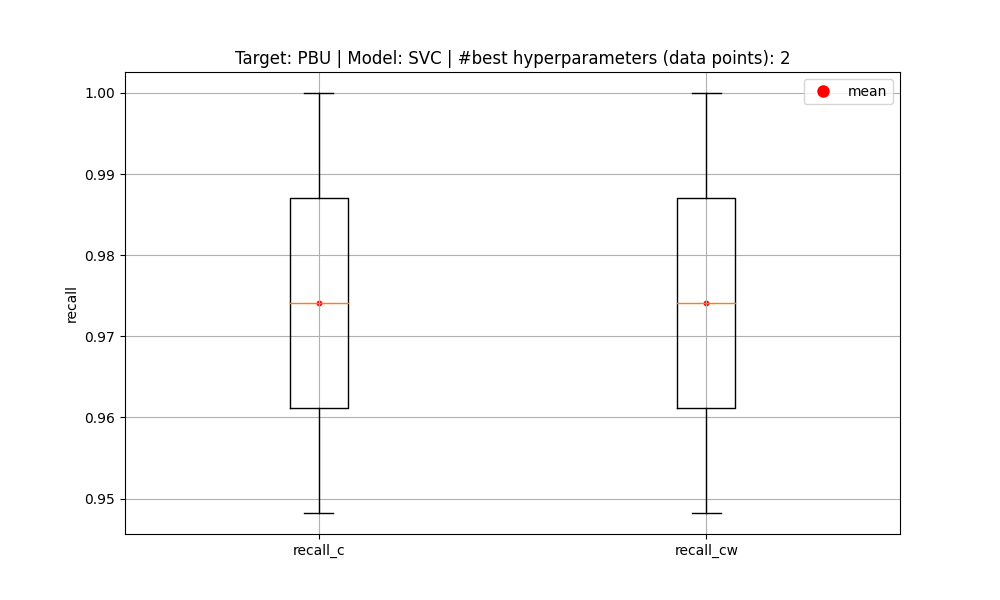 Target: PBU | Model: SVC | #best hyperparameters (data points): 2
mean
1.00
0.99
0.98
0.97
0.96
0.95
recall
recall_c
recall_cw